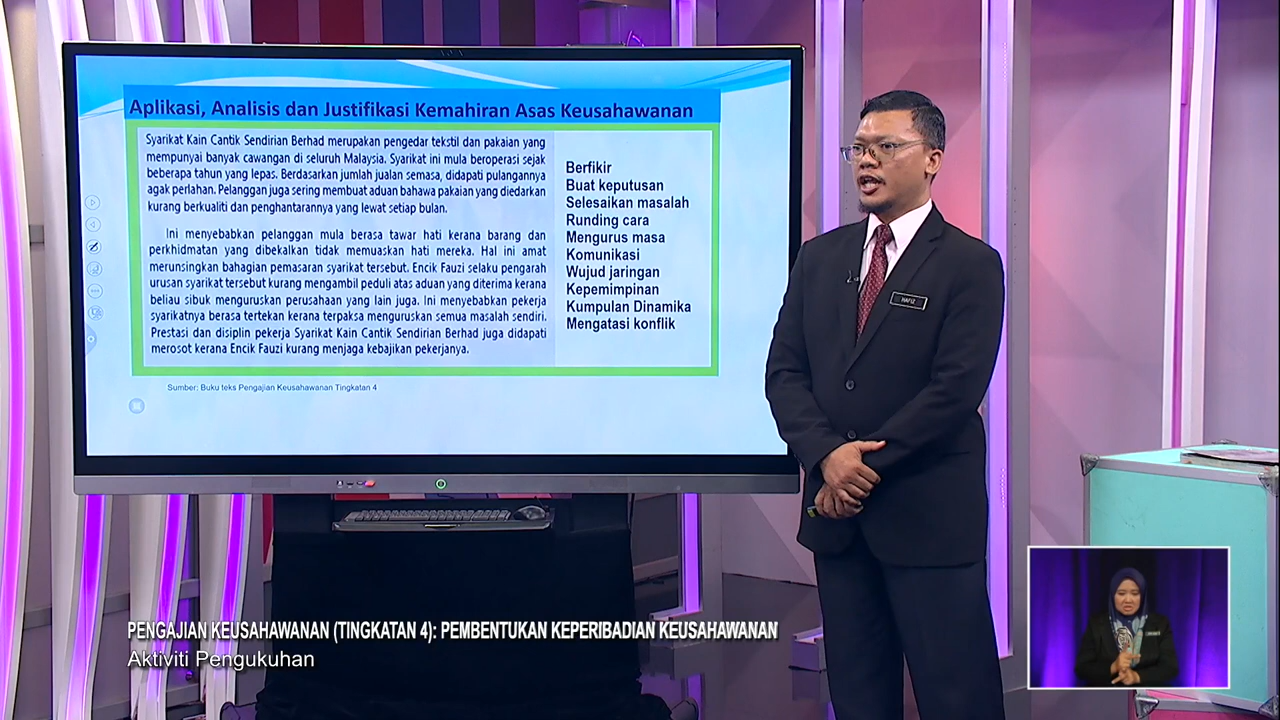 Aplikasi, Analisis dan Justifikasi Kemahiran Asas Keusahawanan
Syarikat Kain Cantik Sendirian Berhad merupakan pengedar tekstil dan pakaian yang
mempunyai banyak cawangan di seluruh Malaysia. Syarikat ini mula beroperasi sejak
beberapa tahun yang lepas. Berdasarkan jumlah jualan semasa, didapati pulangannya
agak perlahan. Pelanggan juga sering membuat aduan bahawa pakaian yang diedarkan
kurang berkualiti dan penghantarannya yang lewat setiap bulan.
Ini menyebabkan pelanggan mula berasa tawar hati kerana barang dan
perkhidmatan yang dibekalkan tidak memuaskan hati mereka. Hal ini amat
merunsingkan bahagian pemasaran syarikat tersebut. Encik Fauzi selaku pengarah
urusan syarikat tersebut kurang mengambil peduli atas aduan yang diterima kerana
beliau sibuk menguruskan perusahaan yang lain juga. Ini menyebabkan pekerja
syarikatnya berasa tertekan kerana terpaksa menguruskan semua masalah sendiri.
Prestasi dan disiplin pekerja Syarikat Kain Cantik Sendirian Berhad juga didapati
merosot kerana Encik Fauzi kurang menjaga kebajikan pekerjanya.
Berfikir
Buat keputusan
Selesaikan masalah
Runding cara
Mengurus masa
Komunikasi
Wujud jaringan
Kepemimpinan
Kumpulan Dinamika
Mengatasi konflik
Sumber: Buku teks Pengajian Keusahawanan Tingkatan 4
HAFIZ
PENGAJIAN KEUSAHAWANAN (TINGKATAN 4): PEMBENTUKAN KEPERIBADIAN KEUSAHAWANAN
Aktiviti Pengukuhan